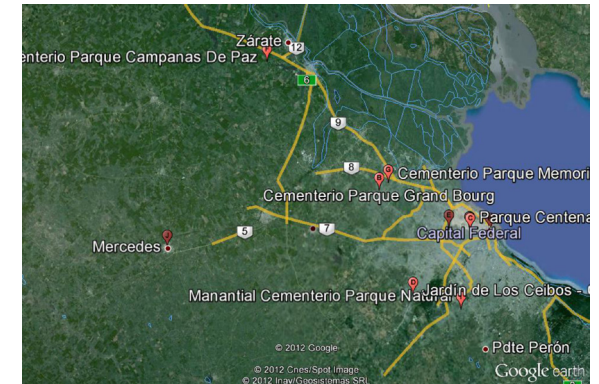 Zárate
12
enterio Parque Campanas De Paz
6
9
8
G
Cementerio Parque Memori
B
Cementerio Parque Grand Bourg
E
C
Parque Centena
Capital Federal
5
7
J
Mercedes
D
Jardín de Los Ceibos - C
Manantial Cementerio Parque Natural
© 2012 Google
Pdte Perón
© 2012 Cnes/Spot Image
© 2012 Inav/Geosistemas SRL
Google earth